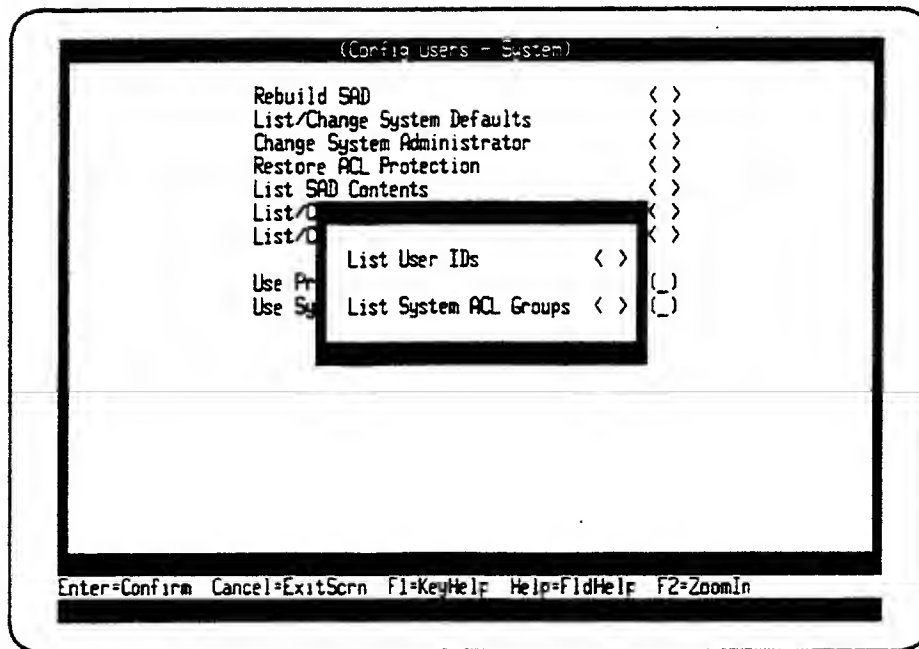 (Config Users - System)
Rebuild SAD < >
List/Change System Defaults < >
Change System Administrator < >
Restore ACL Protection < >
List SAD Contents < >
List/D < >
List/D < >
List User IDs < >
Use Pr (_)
Use Sy (_)
List System ACL Groups < >
Enter=Confirm Cancel=ExitScrn F1=KeyHelp Help=FldHelp F2=ZoomIn